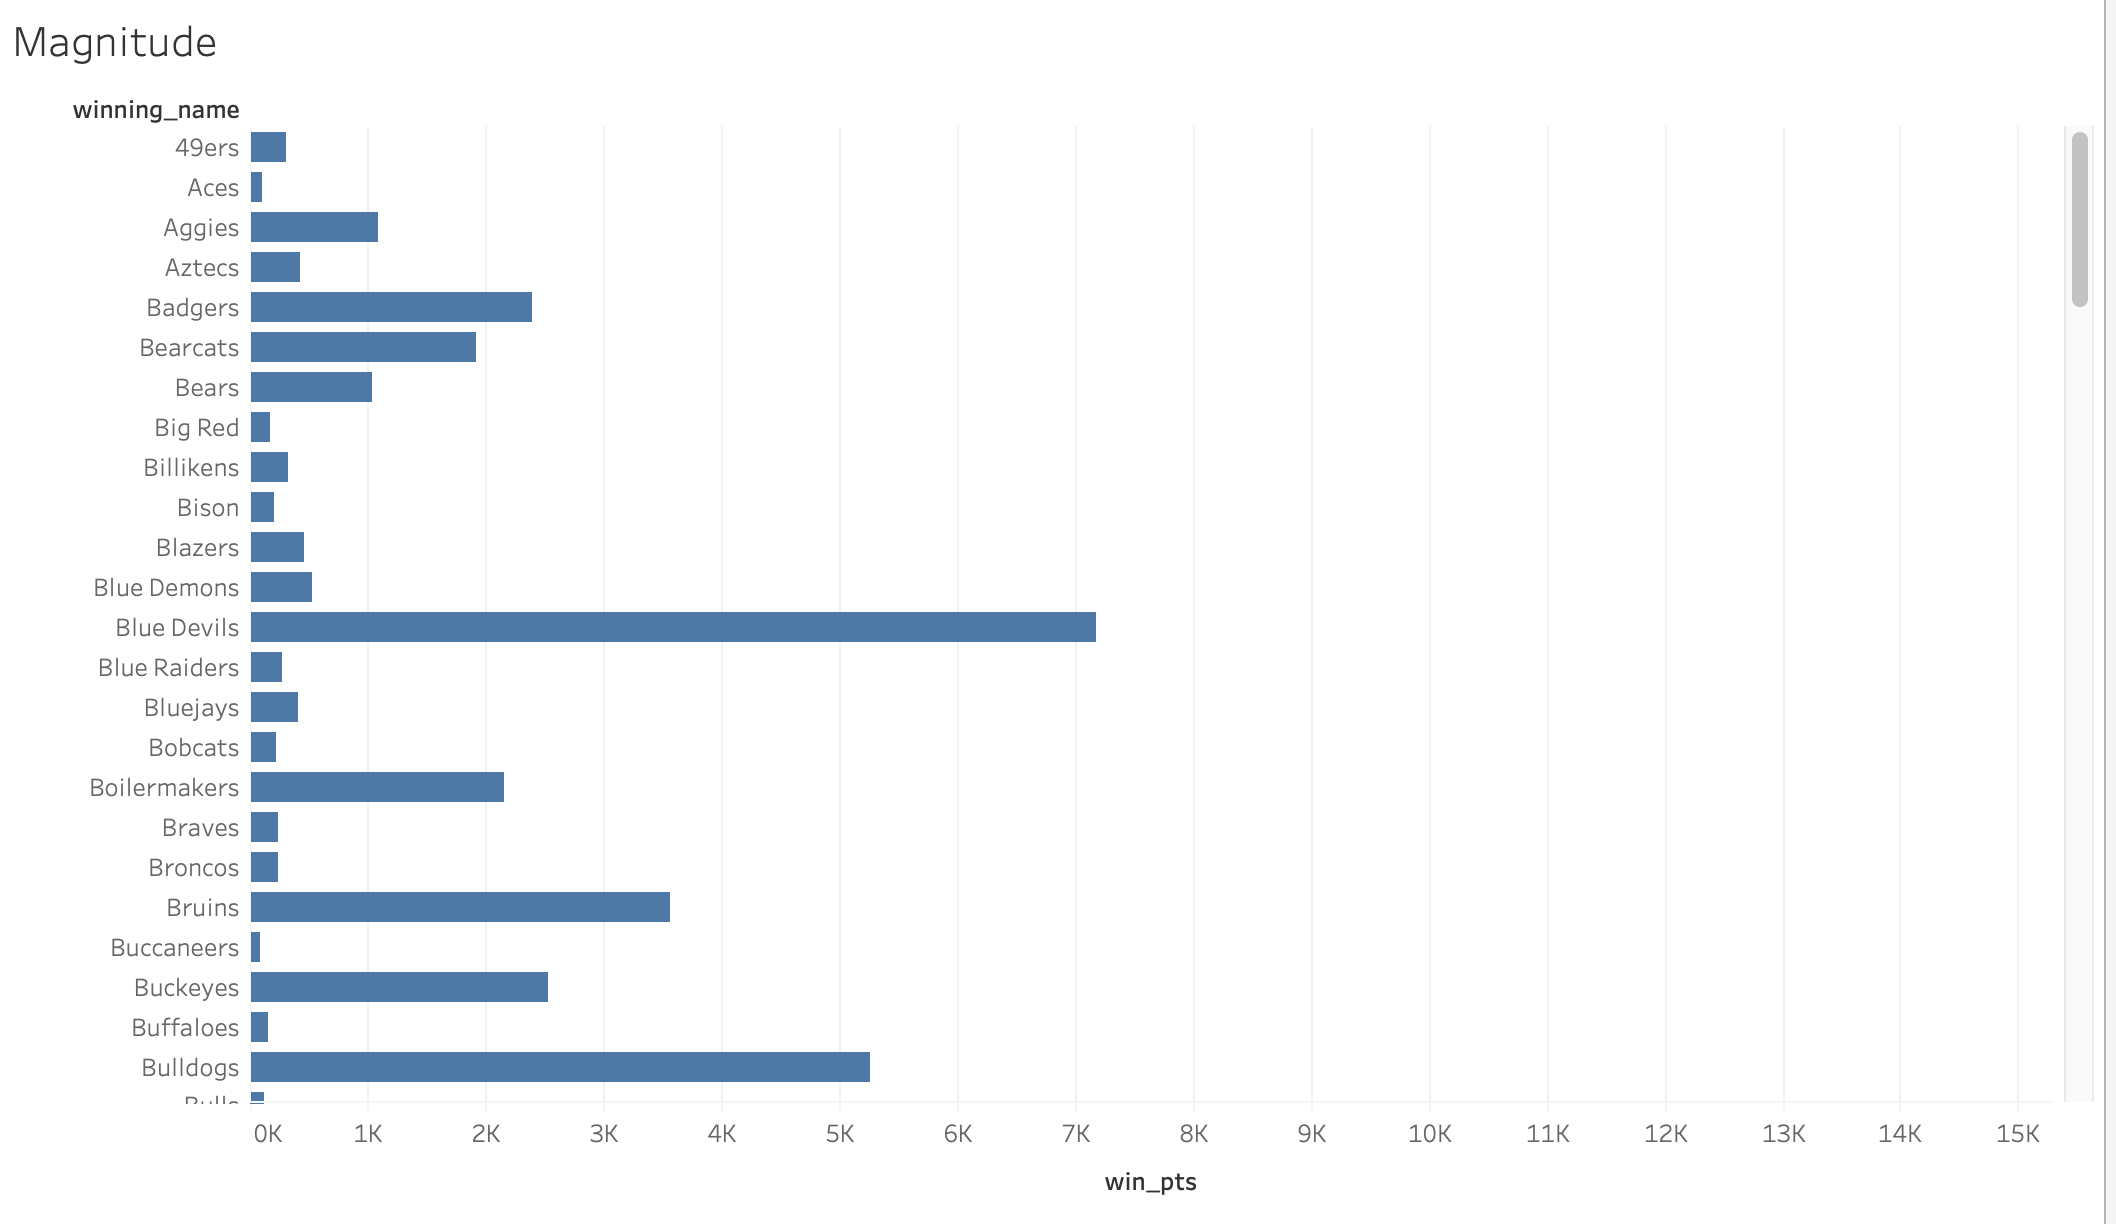 Magnitude
winning_name
49ers
Aces
Aggies
Aztecs
Badgers
Bearcats
Bears
Big Red
Billikens
Bison
Blazers
Blue Demons
Blue Devils
Blue Raiders
Bluejays
Bobcats
Boilermakers
Braves
Broncos
Bruins
Buccaneers
Buckeyes
Buffaloes
Bulldogs
Bulls
0K 1K 2K 3K 4K 5K 6K 7K 8K 9K 10K 11K 12K 13K 14K 15K
win_pts